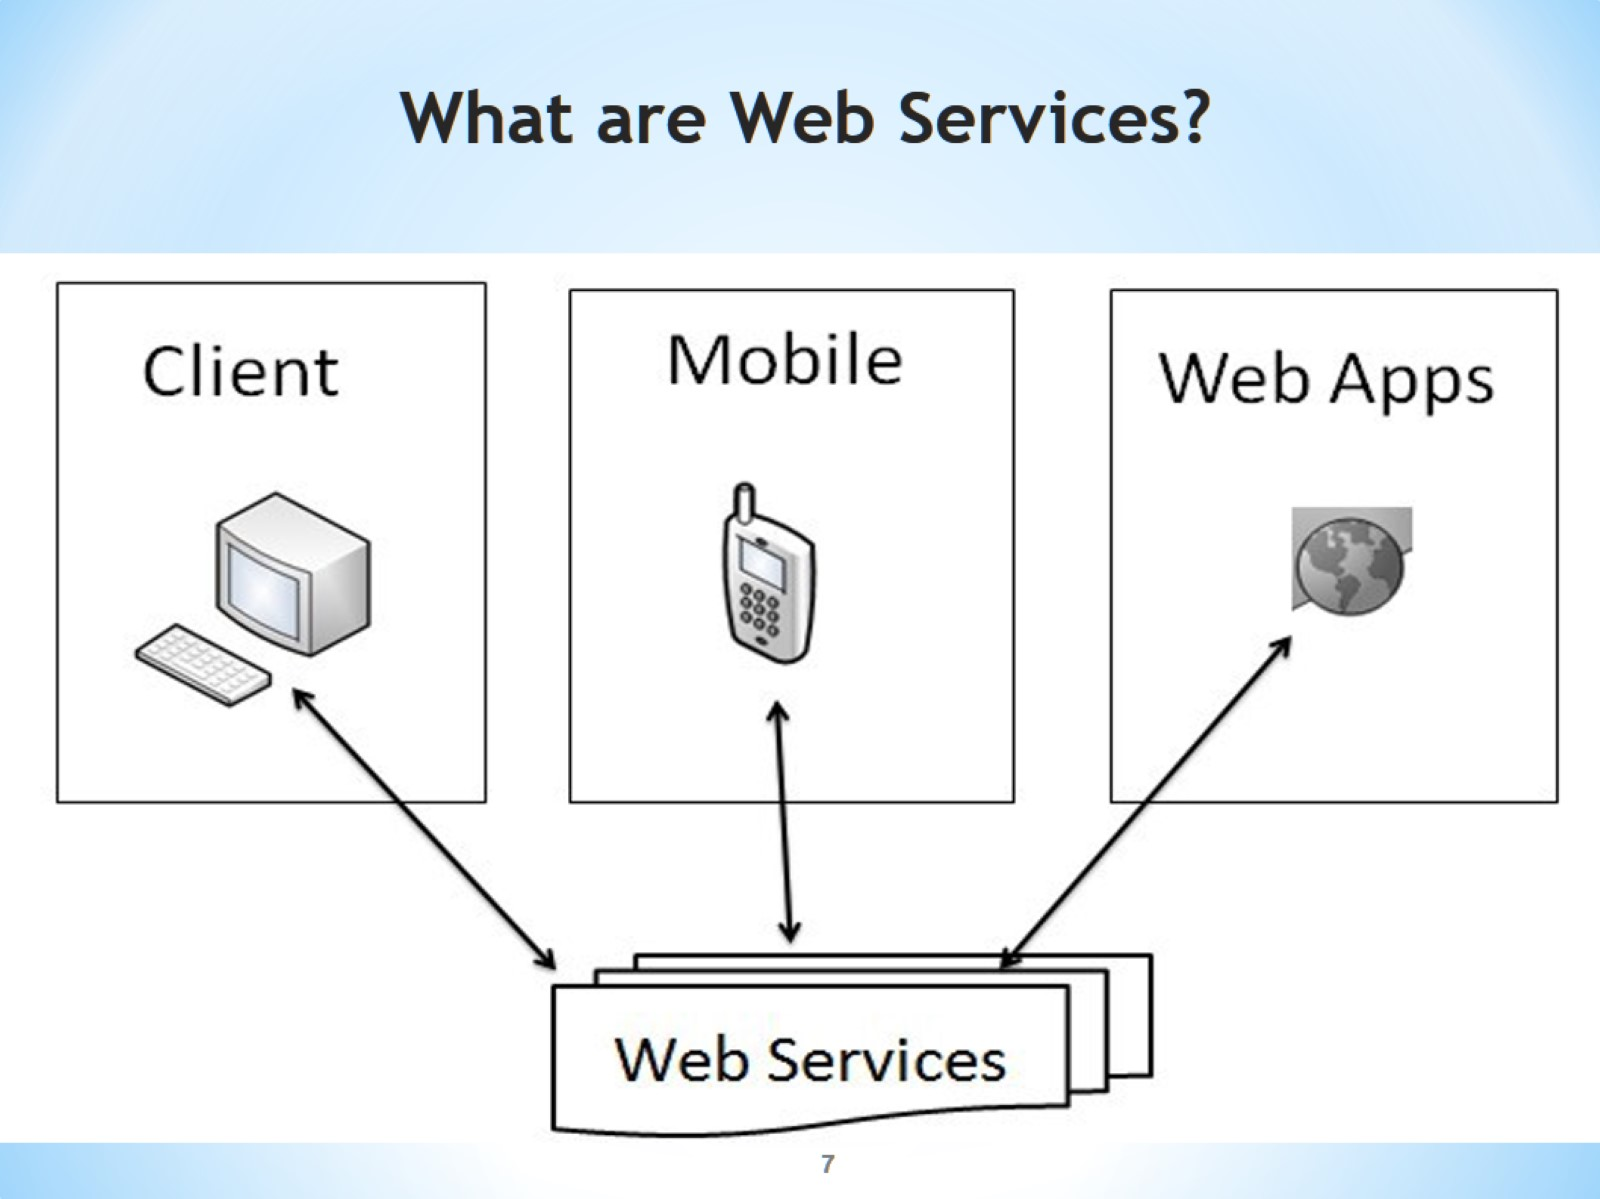 What are Web Services?
Client
Mobile
Web Apps
Web Services
7